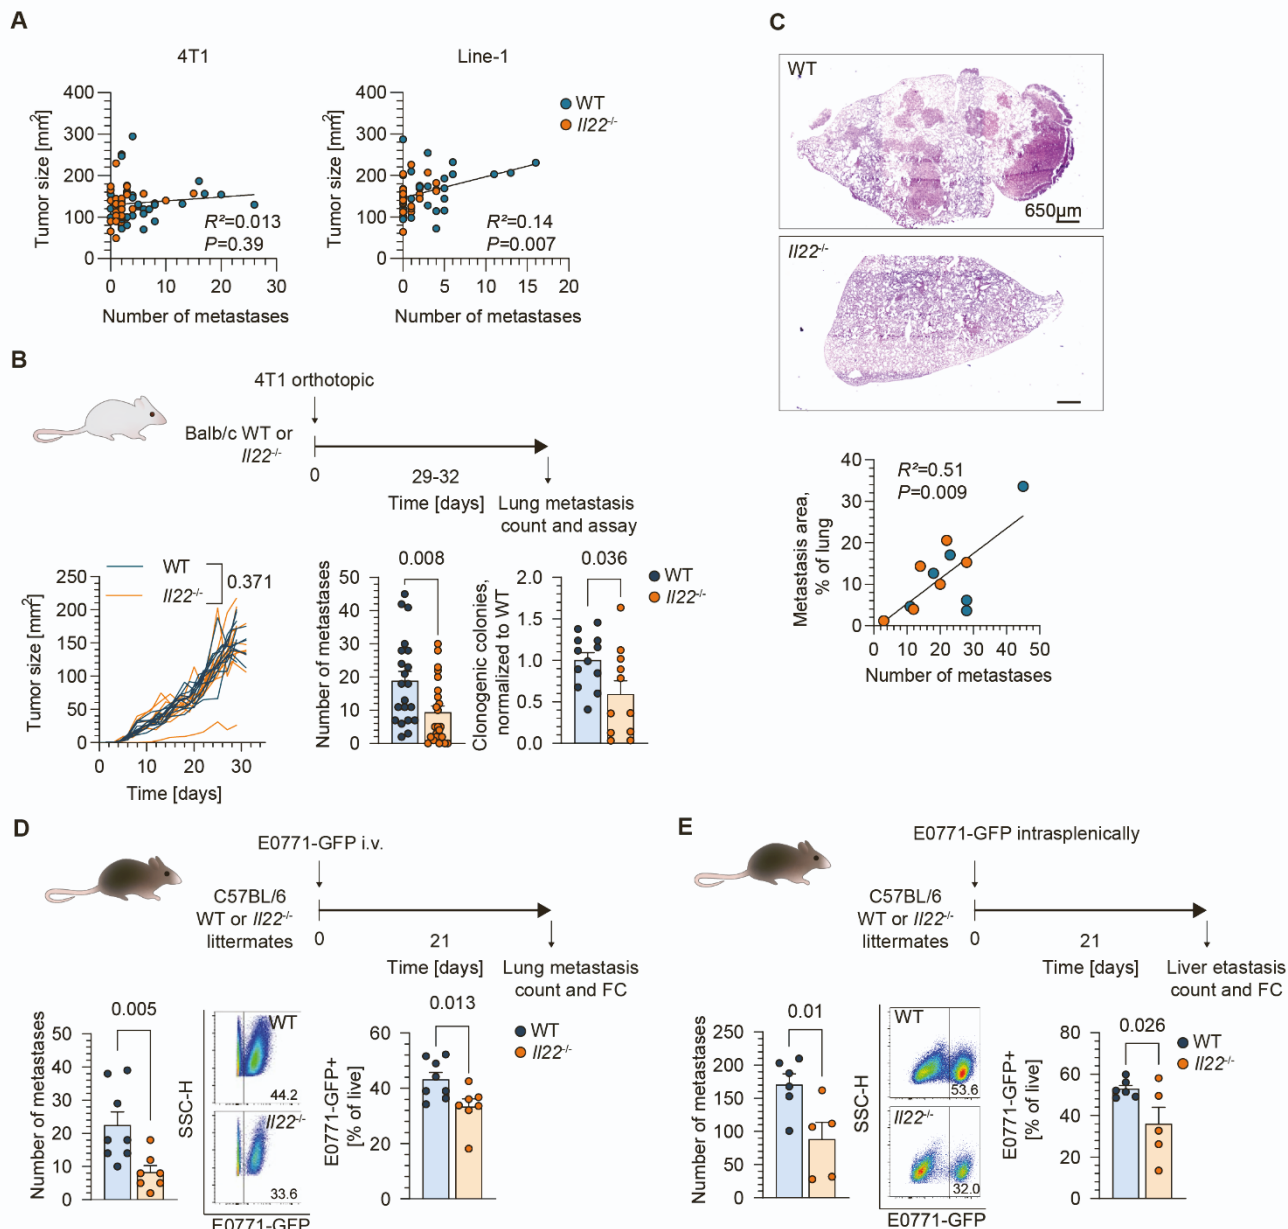 A
4T1
Line-1
WT
Il22-/-
Tumor size [mm²]
400
300
200
100
0
R²=0.013
P=0.39
0
10
20
30
Number of metastases
Tumor size [mm²]
400
300
200
100
0
R²=0.14
P=0.007
0
5
10
15
20
Number of metastases
B
4T1 orthotopic
Balb/c WT or
Il22-/-
0
29-32
Time [days]
Lung metastasis
count and assay
WT
Il22-/-
0.371
Tumor size [mm²]
250
200
150
100
50
0
0
10
20
30
Time [days]
0.008
Number of metastases
50
40
30
20
10
0
0.036
Clonogenic colonies,
normalized to WT
2.0
1.5
1.0
0.5
0.0
WT
Il22-/-
C
WT
650µm
Il22-/-
Metastasis area,
% of lung
40
30
20
10
0
R²=0.51
P=0.009
0
10
20
30
40
50
Number of metastases
D
E0771-GFP i.v.
C57BL/6
WT or Il22-/-
littermates
0
21
Time [days]
Lung metastasis
count and FC
0.005
Number of metastases
50
40
30
20
10
0
WT
44.2
Il22-/-
33.6
SSC-H
E0771-GFP
0.013
E0771-GFP+
[% of live]
60
40
20
0
WT
Il22-/-
E
E0771-GFP intrasplenically
C57BL/6
WT or Il22-/-
littermates
0
21
Time [days]
Liver etastasis
count and FC
0.01
Number of metastases
250
200
150
100
50
0
WT
53.6
Il22-/-
32.0
SSC-H
E0771-GFP
0.026
E0771-GFP+
[% of live]
80
60
40
20
0
WT
Il22-/-